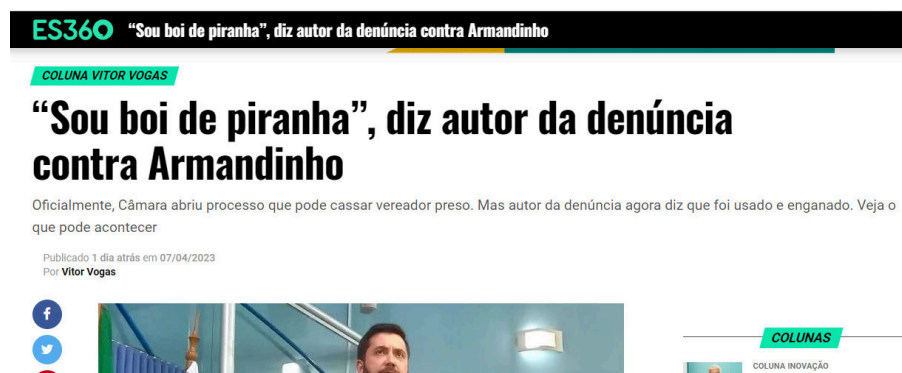 ES360 “Sou boi de piranha”, diz autor da denúncia contra Armandinho
COLUNA VITOR VOGAS
“Sou boi de piranha”, diz autor da denúncia
contra Armandinho
Oficialmente, Câmara abriu processo que pode cassar vereador preso. Mas autor da denúncia agora diz que foi usado e enganado. Veja o
que pode acontecer
Publicado 1 dia atrás em 07/04/2023
Por Vitor Vogas
COLUNAS
COLUNA INOVAÇÃO